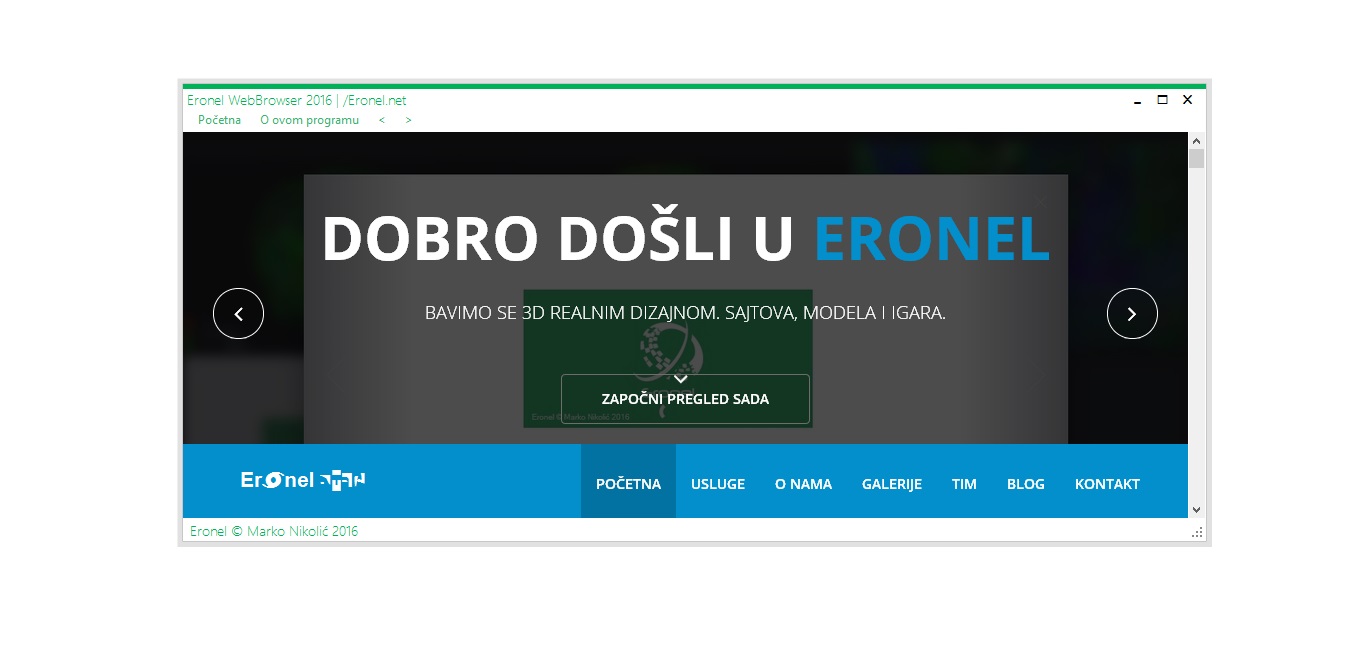 Eronel WebBrowser 2016 | /Eronel.net
Početna O ovom programu < >
DOBRO DOŠLI U ERONEL
BAVIMO SE 3D REALNIM DIZAJNOM. SAJTOVA, MODELA I IGARA.
ZAPOČNI PREGLED SADA
Eronel © Marko Nikolić 2016
Eronel
POČETNA USLUGE O NAMA GALERIJE TIM BLOG KONTAKT
Eronel © Marko Nikolić 2016